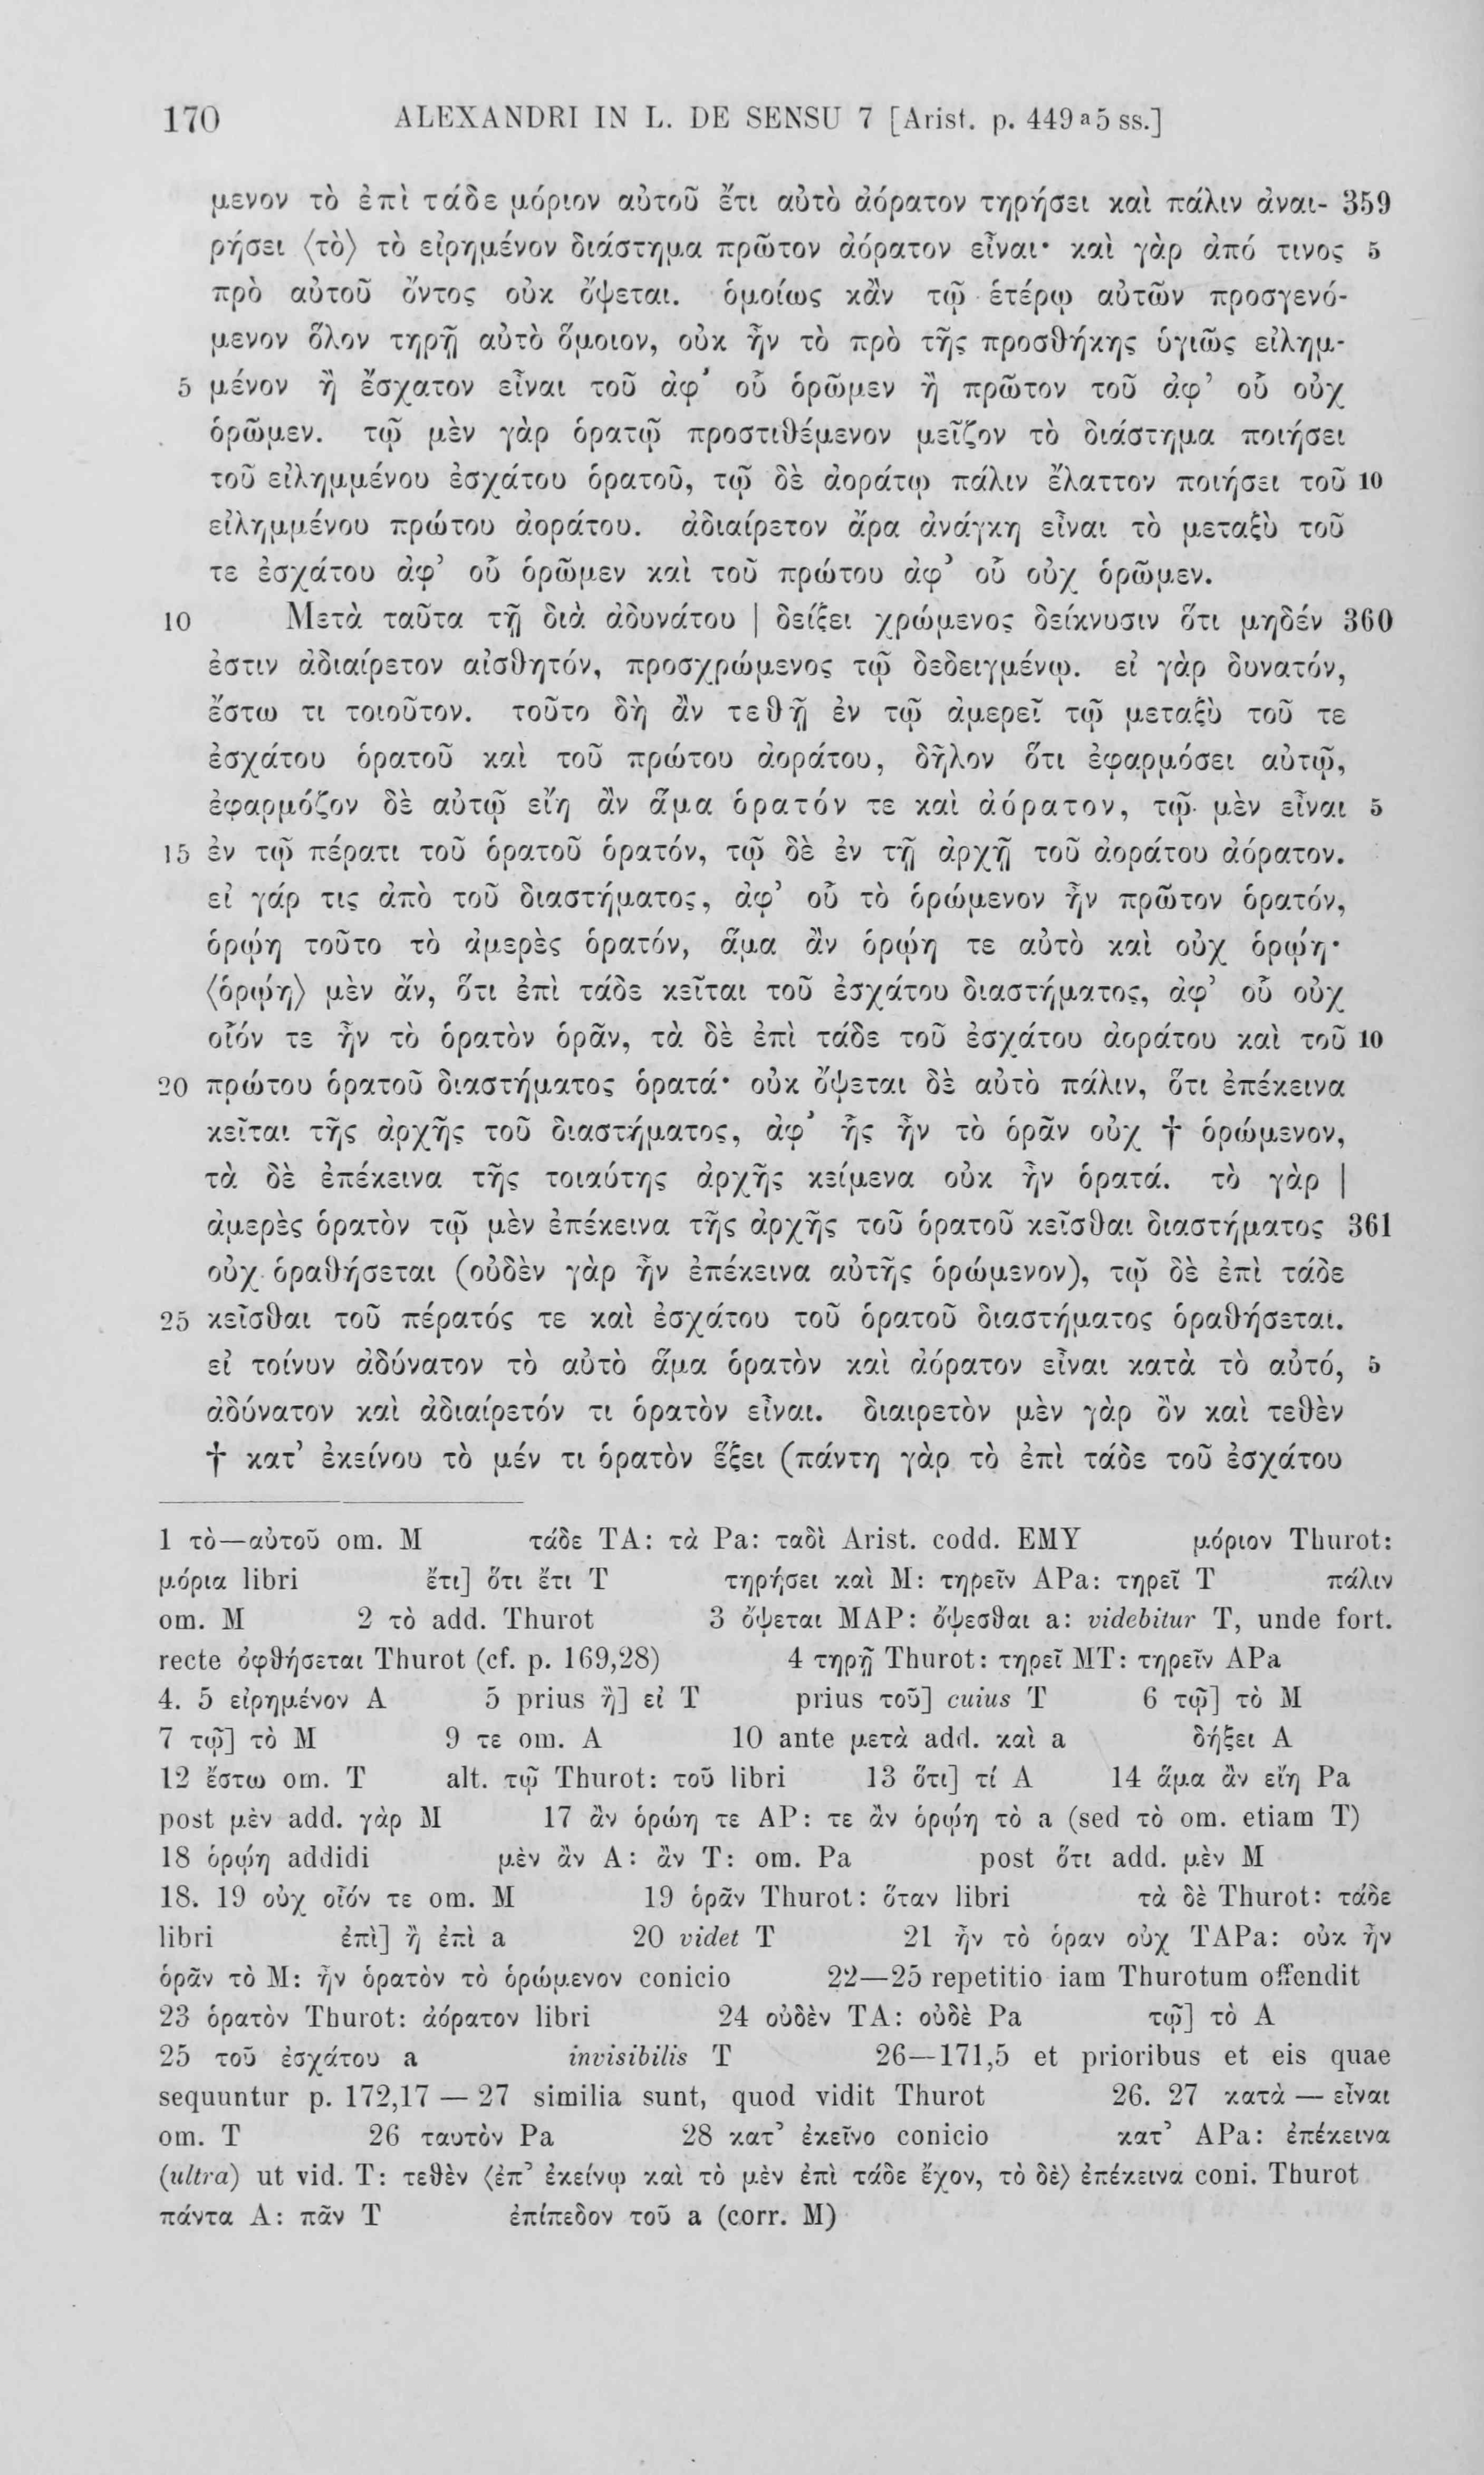 170 ALEXANDRI IN L. DE SENSU 7 [Arist. p. 449 a 5 ss.]
μενον τὸ ἐπὶ τάδε μόριον αὐτοῦ ἔτι αὐτὸ ἀόρατον τηρήσει καὶ πάλιν ἀναι- 359
ρήσει ⟨τὸ⟩ τὸ εἰρημένον διάστημα πρῶτον ἀόρατον εἶναι· καὶ γὰρ ἀπό τινος 5
πρὸ αὐτοῦ ὄντος οὐκ ὄψεται. ὁμοίως κἂν τῷ ἑτέρῳ αὐτῶν προσγενό-
μενον ὅλον τηρῇ αὐτὸ ὅμοιον, οὐκ ἦν τὸ πρὸ τῆς προσθήκης ὑγιῶς εἰλημ-
5 μένον ἢ ἔσχατον εἶναι τοῦ ἀφ’ οὗ ὁρῶμεν ἢ πρῶτον τοῦ ἀφ’ οὗ οὐχ
ὁρῶμεν. τῷ μὲν γὰρ ὁρατῷ προστιθέμενον μεῖζον τὸ διάστημα ποιήσει
τοῦ εἰλημμένου ἐσχάτου ὁρατοῦ, τῷ δὲ ἀοράτῳ πάλιν ἔλαττον ποιήσει τοῦ 10
εἰλημμένου πρώτου ἀοράτου. ἀδιαίρετον ἄρα ἀνάγκη εἶναι τὸ μεταξὺ τοῦ
τε ἐσχάτου ἀφ’ οὗ ὁρῶμεν καὶ τοῦ πρώτου ἀφ’ οὗ οὐχ ὁρῶμεν.
10 Μετὰ ταῦτα τῇ διὰ ἀδυνάτου | δείξει χρώμενος δείκνυσιν ὅτι μηδέν 360
ἐστιν ἀδιαίρετον αἰσθητόν, προσχρώμενος τῷ δεδειγμένῳ. εἰ γὰρ δυνατόν,
ἔστω τι τοιοῦτον. τοῦτο δὴ ἂν τεθῇ ἐν τῷ ἀμερεῖ τῷ μεταξὺ τοῦ τε
ἐσχάτου ὁρατοῦ καὶ τοῦ πρώτου ἀοράτου, δῆλον ὅτι ἐφαρμόσει αὐτῷ,
ἐφαρμόζον δὲ αὐτῷ εἴη ἂν ἅμα ὁρατόν τε καὶ ἀόρατον, τῷ μὲν εἶναι 5
15 ἐν τῷ πέρατι τοῦ ὁρατοῦ ὁρατόν, τῷ δὲ ἐν τῇ ἀρχῇ τοῦ ἀοράτου ἀόρατον.
εἰ γάρ τις ἀπὸ τοῦ διαστήματος, ἀφ’ οὗ τὸ ὁρώμενον ἦν πρῶτον ὁρατόν,
ὁρῴη τοῦτο τὸ ἀμερὲς ὁρατόν, ἅμα ἂν ὁρῴη τε αὐτὸ καὶ οὐχ ὁρῴη·
⟨ὁρῴη⟩ μὲν ἄν, ὅτι ἐπὶ τάδε κεῖται τοῦ ἐσχάτου διαστήματος, ἀφ’ οὗ οὐχ
οἷόν τε ἦν τὸ ὁρατὸν ὁρᾶν, τὰ δὲ ἐπὶ τάδε τοῦ ἐσχάτου ἀοράτου καὶ τοῦ 10
20 πρώτου ὁρατοῦ διαστήματος ὁρατά· οὐκ ὄψεται δὲ αὐτὸ πάλιν, ὅτι ἐπέκεινα
κεῖται τῆς ἀρχῆς τοῦ διαστήματος, ἀφ’ ἧς ἦν τὸ ὁρᾶν οὐχ † ὁρώμενον,
τὰ δὲ ἐπέκεινα τῆς τοιαύτης ἀρχῆς κείμενα οὐκ ἦν ὁρατά. τὸ γὰρ |
ἀμερὲς ὁρατὸν τῷ μὲν ἐπέκεινα τῆς ἀρχῆς τοῦ ὁρατοῦ κεῖσθαι διαστήματος 361
οὐχ ὁραθήσεται (οὐδὲν γὰρ ἦν ἐπέκεινα αὐτῆς ὁρώμενον), τῷ δὲ ἐπὶ τάδε
25 κεῖσθαι τοῦ πέρατός τε καὶ ἐσχάτου τοῦ ὁρατοῦ διαστήματος ὁραθήσεται.
εἰ τοίνυν ἀδύνατον τὸ αὐτὸ ἅμα ὁρατὸν καὶ ἀόρατον εἶναι κατὰ τὸ αὐτό, 5
ἀδύνατον καὶ ἀδιαίρετόν τι ὁρατὸν εἶναι. διαιρετὸν μὲν γὰρ ὂν καὶ τεθὲν
† κατ’ ἐκείνου τὸ μέν τι ὁρατὸν ἕξει (πάντη γὰρ τὸ ἐπὶ τάδε τοῦ ἐσχάτου
1 τὸ—αὐτοῦ om. M τάδε TA: τὰ Pa: ταδὶ Arist. codd. EMY μόριον Thurot:
μόρια libri ἔτι] ὅτι ἔτι T τηρήσει καὶ M: τηρεῖν APa: τηρεῖ T πάλιν
om. M 2 τὸ add. Thurot 3 ὄψεται MAP: ὄψεσθαι a: videbitur T, unde fort.
recte ὀφθήσεται Thurot (cf. p. 169,28) 4 τηρῇ Thurot: τηρεῖ MT: τηρεῖν APa
4. 5 εἰρημένον A 5 prius ἢ] εἰ T prius τοῦ] cuius T 6 τῷ] τὸ M
7 τῷ] τὸ M 9 τε om. A 10 ante μετὰ add. καὶ a δήξει A
12 ἔστω om. T alt. τῷ Thurot: τοῦ libri 13 ὅτι] τί A 14 ἅμα ἂν εἴη Pa
post μὲν add. γὰρ M 17 ἂν ὁρώη τε AP: τε ἂν ὁρῴη τὸ a (sed τὸ om. etiam T)
18 ὁρῴη addidi μὲν ἂν A: ἂν T: om. Pa post ὅτι add. μὲν M
18. 19 οὐχ οἷόν τε om. M 19 ὁρᾶν Thurot: ὅταν libri τὰ δὲ Thurot: τάδε
libri ἐπὶ] ἢ ἐπὶ a 20 videt T 21 ἦν τὸ ὁραν οὐχ TAPa: οὐκ ἦν
ὁρᾶν τὸ M: ἦν ὁρατὸν τὸ ὁρώμενον conicio 22—25 repetitio iam Thurotum offendit
23 ὁρατὸν Thurot: ἀόρατον libri 24 οὐδὲν TA: οὐδὲ Pa τῷ] τὸ A
25 τοῦ ἐσχάτου a invisibilis T 26—171,5 et prioribus et eis quae
sequuntur p. 172,17 — 27 similia sunt, quod vidit Thurot 26. 27 κατὰ — εἶναι
om. T 26 ταυτὸν Pa 28 κατ’ ἐκεῖνο conicio κατ’ APa: ἐπέκεινα
(ultra) ut vid. T: τεθὲν ⟨ἐπ’ ἐκείνῳ καὶ τὸ μὲν ἐπὶ τάδε ἔχον, τὸ δὲ⟩ ἐπέκεινα coni. Thurot
πάντα A: πᾶν T ἐπίπεδον τοῦ a (corr. M)